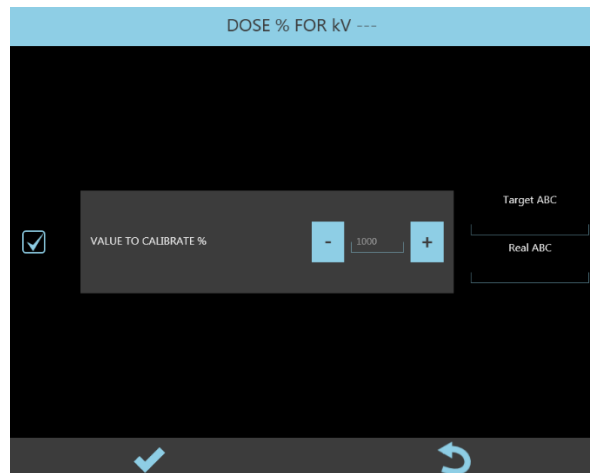 DOSE % FOR kV ---
Target ABC
VALUE TO CALIBRATE %
- 1000 +
Real ABC